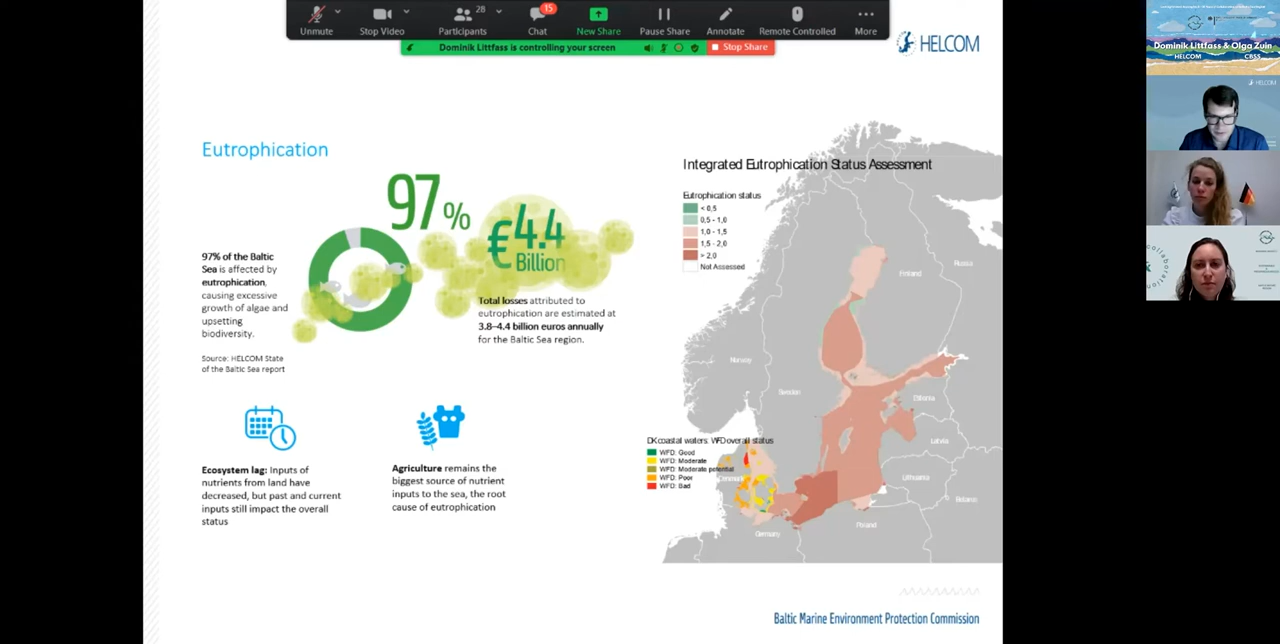 28
15
Unmute
Stop Video
Participants
Chat
New Share
Pause Share
Annotate
Remote Controlled
More
Dominik Littfass is controlling your screen
Stop Share
HELCOM
Dominik Littfass & Olga Zuin
HELCOM
CBSS
HELCOM
Eutrophication
97%
€4.4
Billion
97% of the Baltic
Sea is affected by
eutrophication,
causing excessive
growth of algae and
upsetting
biodiversity.
Source: HELCOM State
of the Baltic Sea report
Total losses attributed to
eutrophication are estimated at
3.8–4.4 billion euros annually
for the Baltic Sea region.
Ecosystem lag: Inputs of
nutrients from land have
decreased, but past and current
inputs still impact the overall
status
Agriculture remains the
biggest source of nutrient
inputs to the sea, the root
cause of eutrophication
Integrated Eutrophication Status Assessment
Eutrophication status
< 0,5
0,5 - 1,0
1,0 - 1,5
1,5 - 2,0
> 2,0
Not Assessed
Finland
Russia
Norway
Sweden
Estonia
Latvia
Lithuania
Belarus
Denmark
Poland
Germany
DK coastal waters: WFD overall status
WFD: Good
WFD: Moderate
WFD: Moderate potential
WFD: Poor
WFD: Bad
collaboration
Baltic Marine Environment Protection Commission